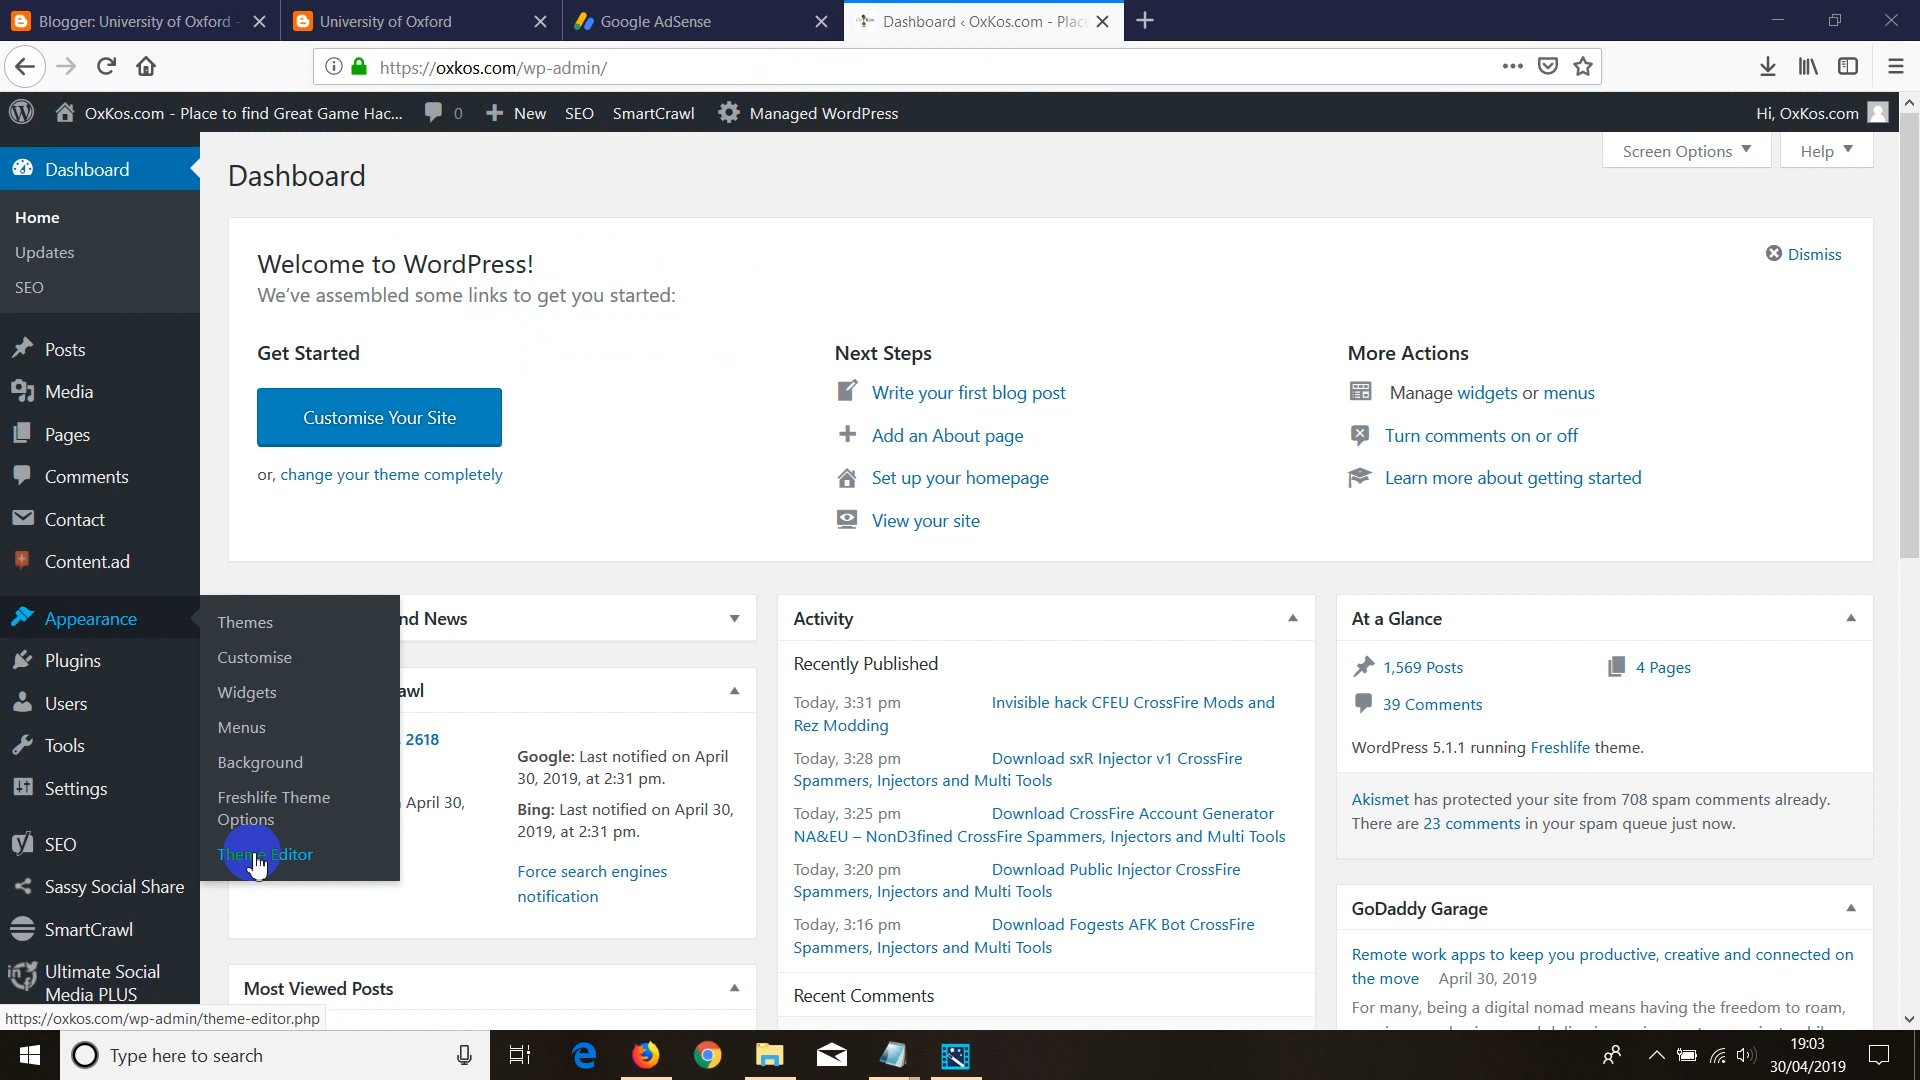 Blogger: University of Oxford -
University of Oxford
Google AdSense
Dashboard ‹ OxKos.com - Place
https://oxkos.com/wp-admin/
OxKos.com - Place to find Great Game Hac...
0
New
SEO
SmartCrawl
Managed WordPress
Hi, OxKos.com
Dashboard
Home
Updates
SEO
Posts
Media
Pages
Comments
Contact
Content.ad
Appearance
Plugins
Users
Tools
Settings
SEO
Sassy Social Share
SmartCrawl
Ultimate Social
Media PLUS
Themes
Customise
Widgets
Menus
Background
Freshlife Theme
Options
Theme Editor
Screen Options
Help
Dashboard
Welcome to WordPress!
We've assembled some links to get you started:
Dismiss
Get Started
Customise Your Site
or, change your theme completely
Next Steps
Write your first blog post
Add an About page
Set up your homepage
View your site
More Actions
Manage widgets or menus
Turn comments on or off
Learn more about getting started
nd News
awl
2618
April 30,
Google: Last notified on April
30, 2019, at 2:31 pm.
Bing: Last notified on April 30,
2019, at 2:31 pm.
Force search engines
notification
Most Viewed Posts
Activity
Recently Published
Today, 3:31 pm Invisible hack CFEU CrossFire Mods and
Rez Modding
Today, 3:28 pm Download sxR Injector v1 CrossFire
Spammers, Injectors and Multi Tools
Today, 3:25 pm Download CrossFire Account Generator
NA&EU – NonD3fined CrossFire Spammers, Injectors and Multi Tools
Today, 3:20 pm Download Public Injector CrossFire
Spammers, Injectors and Multi Tools
Today, 3:16 pm Download Fogests AFK Bot CrossFire
Spammers, Injectors and Multi Tools
Recent Comments
At a Glance
1,569 Posts
4 Pages
39 Comments
WordPress 5.1.1 running Freshlife theme.
Akismet has protected your site from 708 spam comments already.
There are 23 comments in your spam queue just now.
GoDaddy Garage
Remote work apps to keep you productive, creative and connected on
the move April 30, 2019
For many, being a digital nomad means having the freedom to roam,
https://oxkos.com/wp-admin/theme-editor.php
Type here to search
19:03
30/04/2019